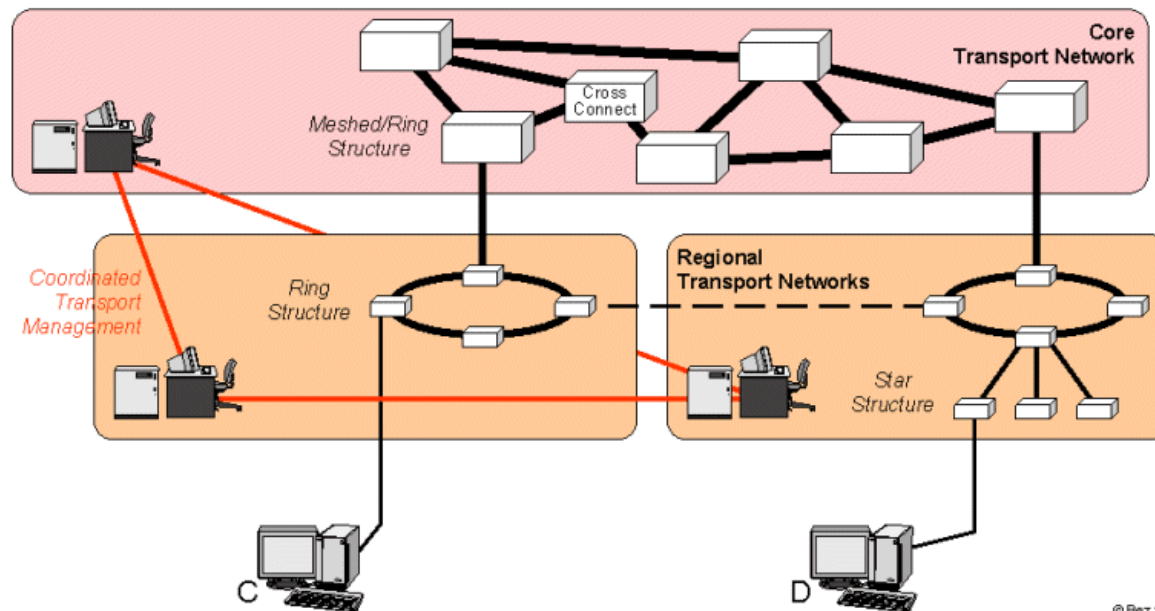 Core
Transport Network
Cross
Connect
Meshed/Ring
Structure
Coordinated
Transport
Management
Ring
Structure
Regional
Transport Networks
Star
Structure
C
D